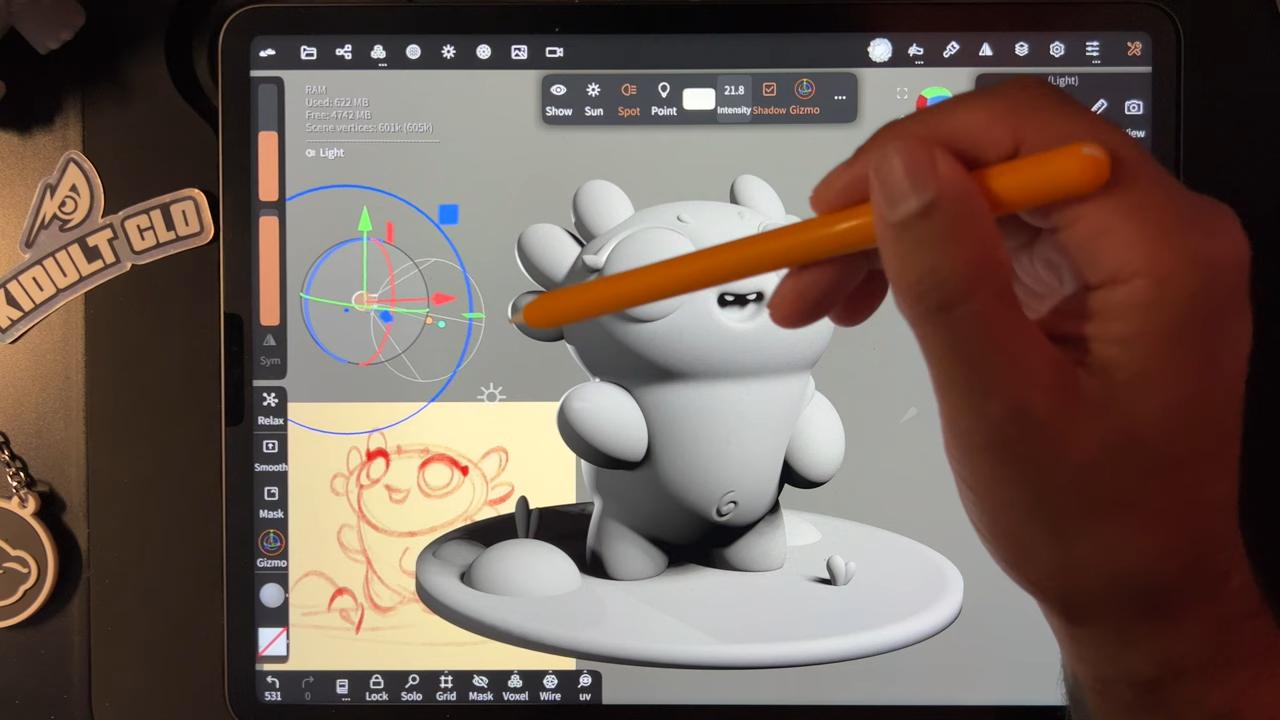 RAM
Used: 622 MB
Free: 4742 MB
Scene vertices: 601k (605k)
Light
Show
Sun
Spot
Point
21.8
Intensity
Shadow
Gizmo
(Light)
KIDULT CLO
Sym
Relax
Smooth
Mask
Gizmo
531
0
Lock
Solo
Grid
Mask
Voxel
Wire
uv